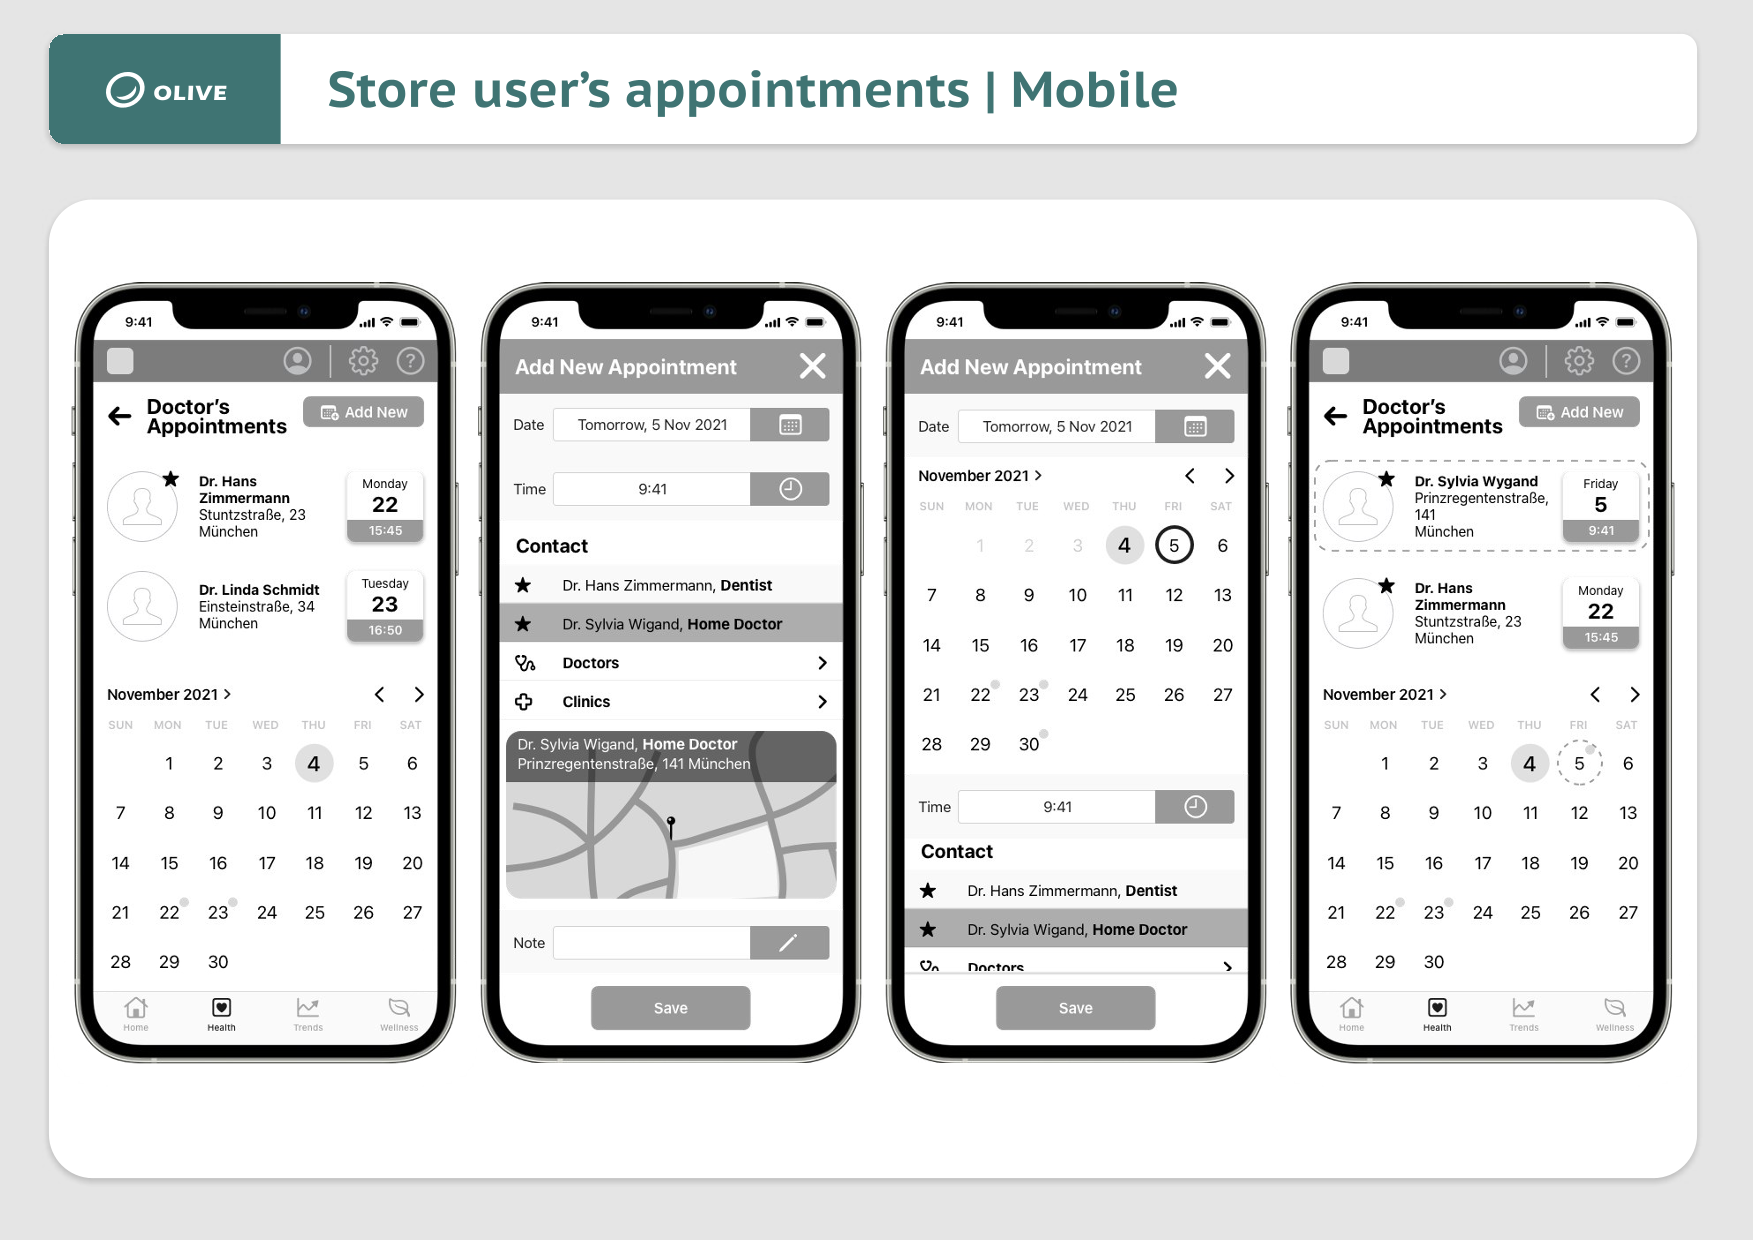 OLIVE
Store user's appointments | Mobile
9:41
Doctor's
Appointments
Add New
Dr. Hans
Zimmermann
Stuntzstraße, 23
München
Monday
22
15:45
Dr. Linda Schmidt
Einsteinstraße, 34
München
Tuesday
23
16:50
November 2021
SUN MON TUE WED THU FRI SAT
1 2 3 4 5 6
7 8 9 10 11 12 13
14 15 16 17 18 19 20
21 22 23 24 25 26 27
28 29 30
Home Health Trends Wellness
9:41
Add New Appointment
Date Tomorrow, 5 Nov 2021
Time 9:41
Contact
Dr. Hans Zimmermann, Dentist
Dr. Sylvia Wigand, Home Doctor
Doctors
Clinics
Dr. Sylvia Wigand, Home Doctor
Prinzregentenstraße, 141 München
Note
Save
9:41
Add New Appointment
Date Tomorrow, 5 Nov 2021
November 2021
SUN MON TUE WED THU FRI SAT
1 2 3 4 5 6
7 8 9 10 11 12 13
14 15 16 17 18 19 20
21 22 23 24 25 26 27
28 29 30
Time 9:41
Contact
Dr. Hans Zimmermann, Dentist
Dr. Sylvia Wigand, Home Doctor
Doctors
Save
9:41
Doctor's
Appointments
Add New
Dr. Sylvia Wygand
Prinzregentenstraße,
141
München
Friday
5
9:41
Dr. Hans
Zimmermann
Stuntzstraße, 23
München
Monday
22
15:45
November 2021
SUN MON TUE WED THU FRI SAT
1 2 3 4 5 6
7 8 9 10 11 12 13
14 15 16 17 18 19 20
21 22 23 24 25 26 27
28 29 30
Home Health Trends Wellness